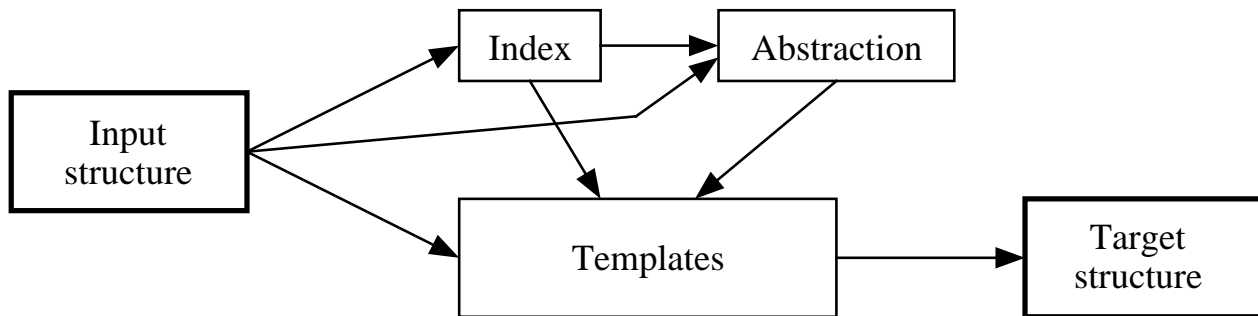 Index
Abstraction
Input
structure
Templates
Target
structure